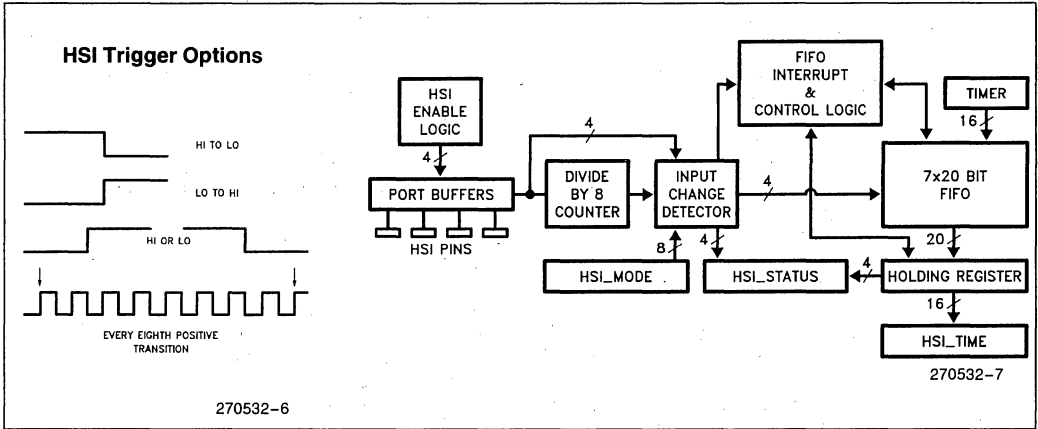 HSI Trigger Options
HI TO LO
LO TO HI
HI OR LO
EVERY EIGHTH POSITIVE
TRANSITION
270532-6
HSI
ENABLE
LOGIC
4
PORT BUFFERS
HSI PINS
4
DIVIDE
BY 8
COUNTER
INPUT
CHANGE
DETECTOR
8
HSI_MODE
4
HSI_STATUS
FIFO
INTERRUPT
&
CONTROL LOGIC
TIMER
16
4
7x20 BIT
FIFO
20
4
HOLDING REGISTER
16
HSI_TIME
270532-7